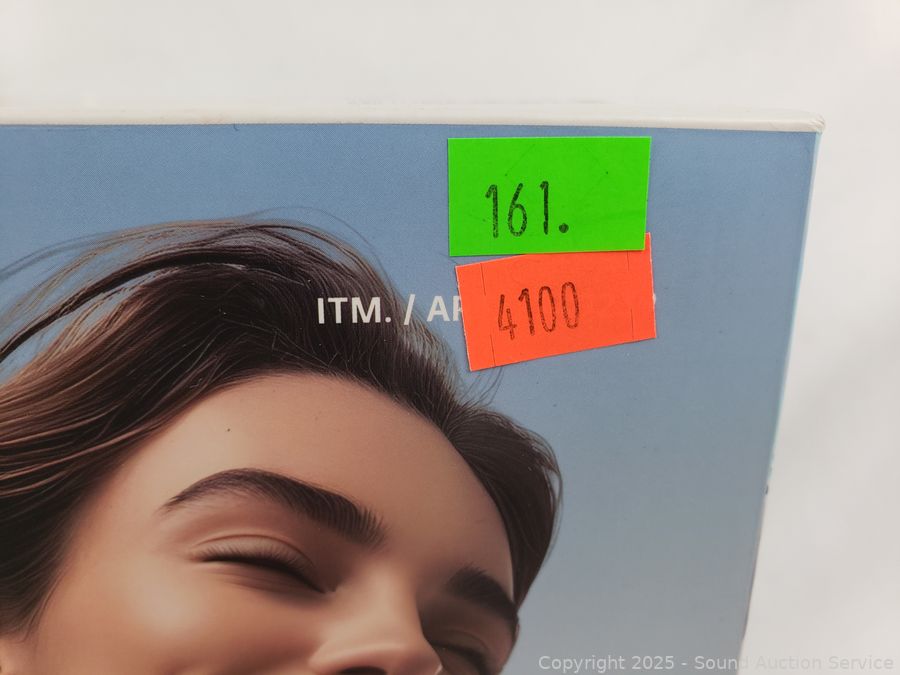 161.
ITM. / AR
4100
Copyright 2025 - Sound Auction Service